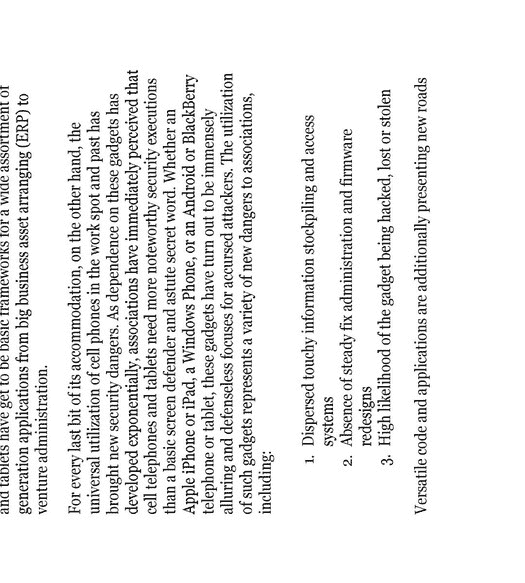 and tablets have get to be basic frameworks for a wide assortment of
generation applications from big business asset arranging (ERP) to
venture administration.
For every last bit of its accommodation, on the other hand, the
universal utilization of cell phones in the work spot and past has
brought new security dangers. As dependence on these gadgets has
developed exponentially, associations have immediately perceived that
cell telephones and tablets need more noteworthy security executions
than a basic screen defender and astute secret word. Whether an
Apple iPhone or iPad, a Windows Phone, or an Android or BlackBerry
telephone or tablet, these gadgets have turn out to be immensely
alluring and defenseless focuses for accursed attackers. The utilization
of such gadgets represents a variety of new dangers to associations,
including:
1. Dispersed touchy information stockpiling and access
systems
2. Absence of steady fix administration and firmware
redesigns
3. High likelihood of the gadget being hacked, lost or stolen
Versatile code and applications are additionally presenting new roads